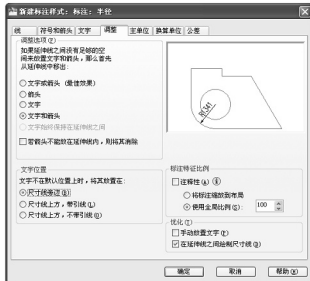 新建标注样式: 标注: 半径
线 符号和箭头 文字 调整 主单位 换算单位 公差
调整选项(F)
如果延伸线之间没有足够的空
间来放置文字和箭头，那么首先
从延伸线中移出:
文字或箭头 (最佳效果)
箭头
文字
文字和箭头
文字始终保持在延伸线之间
若箭头不能放在延伸线内，则将其消除
R0341
文字位置
文字不在默认位置上时，将其放置在:
尺寸线旁边(B)
尺寸线上方，带引线(L)
尺寸线上方，不带引线(O)
标注特征比例
注释性(A)
将标注缩放到布局
使用全局比例(S): 100
优化(T)
手动放置文字(P)
在延伸线之间绘制尺寸线(D)
确定 取消 帮助(H)